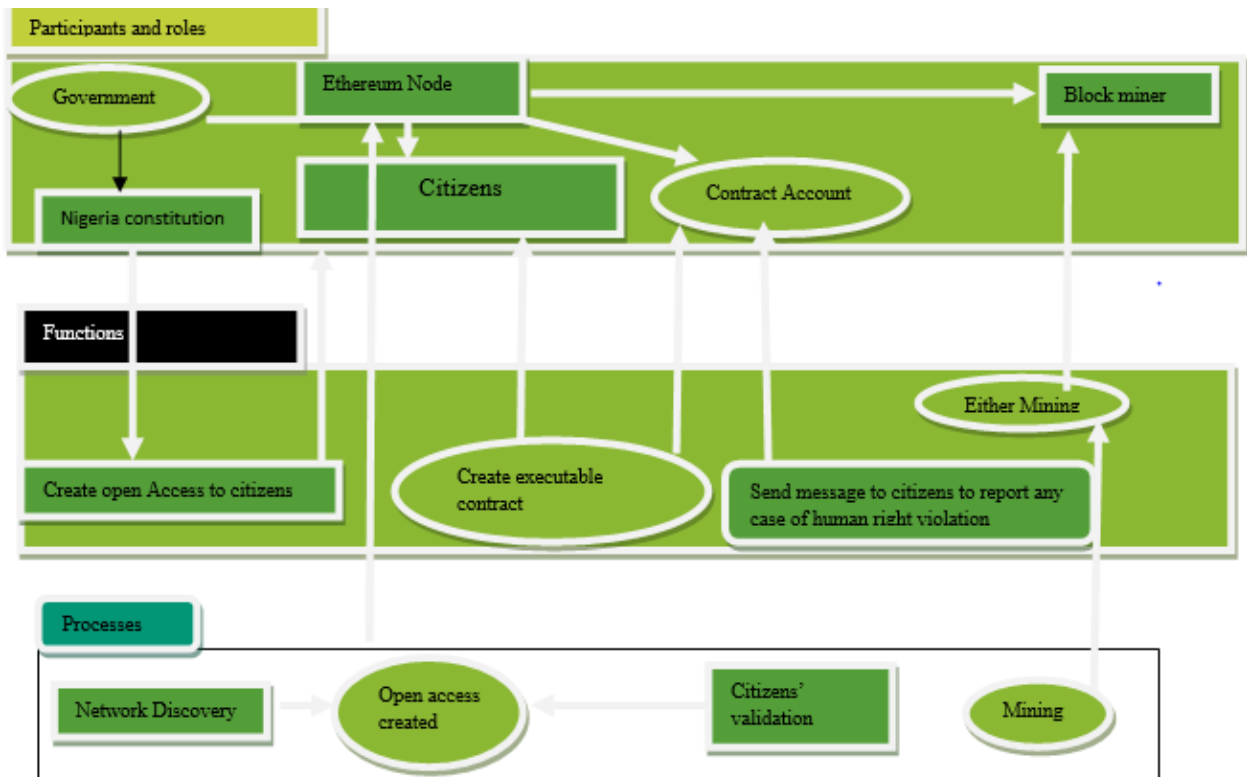 Participants and roles
Government
Ethereum Node
Block miner
Citizens
Contract Account
Nigeria constitution
Functions
Either Mining
Create open Access to citizens
Create executable
contract
Send message to citizens to report any
case of human right violation
Processes
Network Discovery
Open access
created
Citizens'
validation
Mining